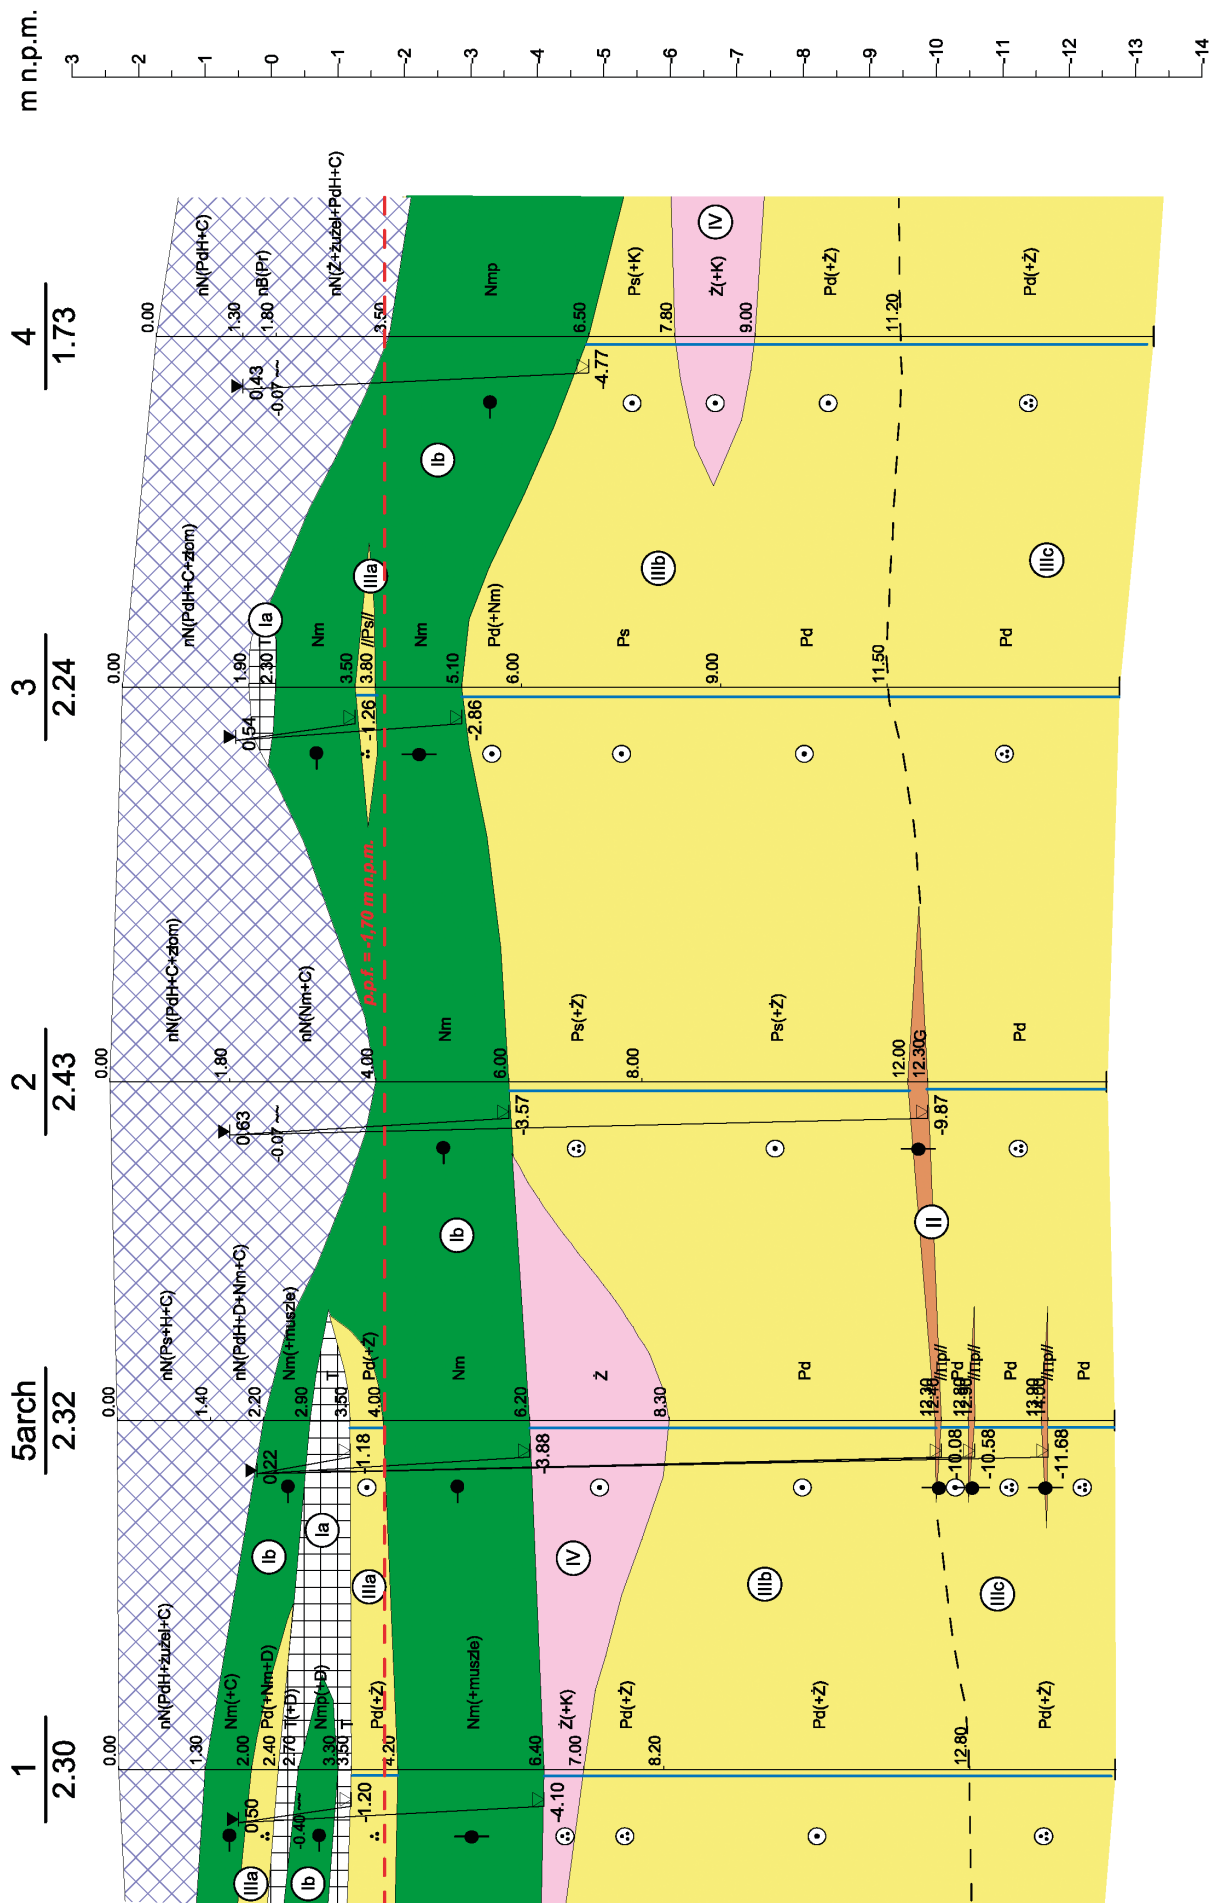 m n.p.m.
3
2
1
0
-1
-2
-3
-4
-5
-6
-7
-8
-9
-10
-11
-12
-13
-14
1
2.30
0.00
nN(PdH+żużel+C)
1.30
Nm(+C)
2.00
Pd(+Nm+D)
2.40
T(+D)
2.70
Nmp(+D)
3.30
T
3.50
Pd(+Ż)
4.20
Nm(+muszle)
6.40
Ż(+K)
7.00
Pd(+Ż)
8.20
Pd(+Ż)
12.80
Pd(+Ż)
0.50
-0.40 ~~
-1.20
-4.10
IIIa
Ib
5arch
2.32
0.00
nN(Ps+H+C)
1.40
nN(PdH+D+Nm+C)
2.20
Nm(+muszle)
2.90
T
3.50
Pd(+Ż)
4.00
Nm
6.20
Ż
8.30
Pd
12.30
//Πp//
Pd
//Πp//
Pd
//Πp//
Pd
0.22
-1.18
-3.88
-10.08
-10.58
-11.68
Ib
Ia
IIIa
IV
IIIb
IIIc
2
2.43
0.00
nN(PdH+C+złom)
1.80
nN(Nm+C)
4.00
Nm
6.00
Ps(+Ż)
8.00
Ps(+Ż)
12.00
G
12.30
Pd
0.63
-0.07 ~~
-3.57
-9.87
Ib
II
p.p.f. = -1,70 m n.p.m.
3
2.24
0.00
nN(PdH+C+złom)
1.90
T
2.30
Nm
3.50
//Ps//
3.80
Nm
5.10
Pd(+Nm)
6.00
Ps
9.00
Pd
11.50
Pd
0.54
-1.26
-2.86
Ia
IIIa
IIIb
IIIc
4
1.73
0.00
nN(PdH+C)
1.30
nB(Pr)
1.80
nN(Ż+żużel+PdH+C)
3.50
Nmp
6.50
Ps(+K)
7.80
Ż(+K)
9.00
Pd(+Ż)
11.20
Pd(+Ż)
0.43
-0.07 ~~
-4.77
Ib
IV